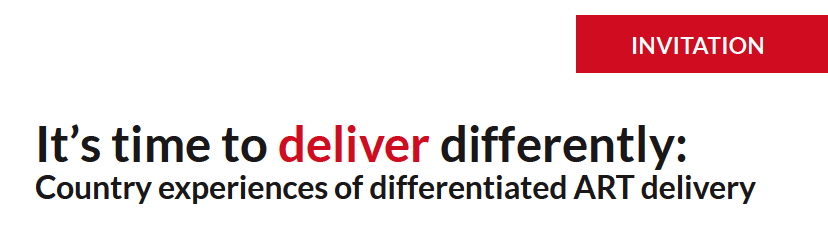 INVITATION
It’s time to deliver differently:
Country experiences of differentiated ART delivery